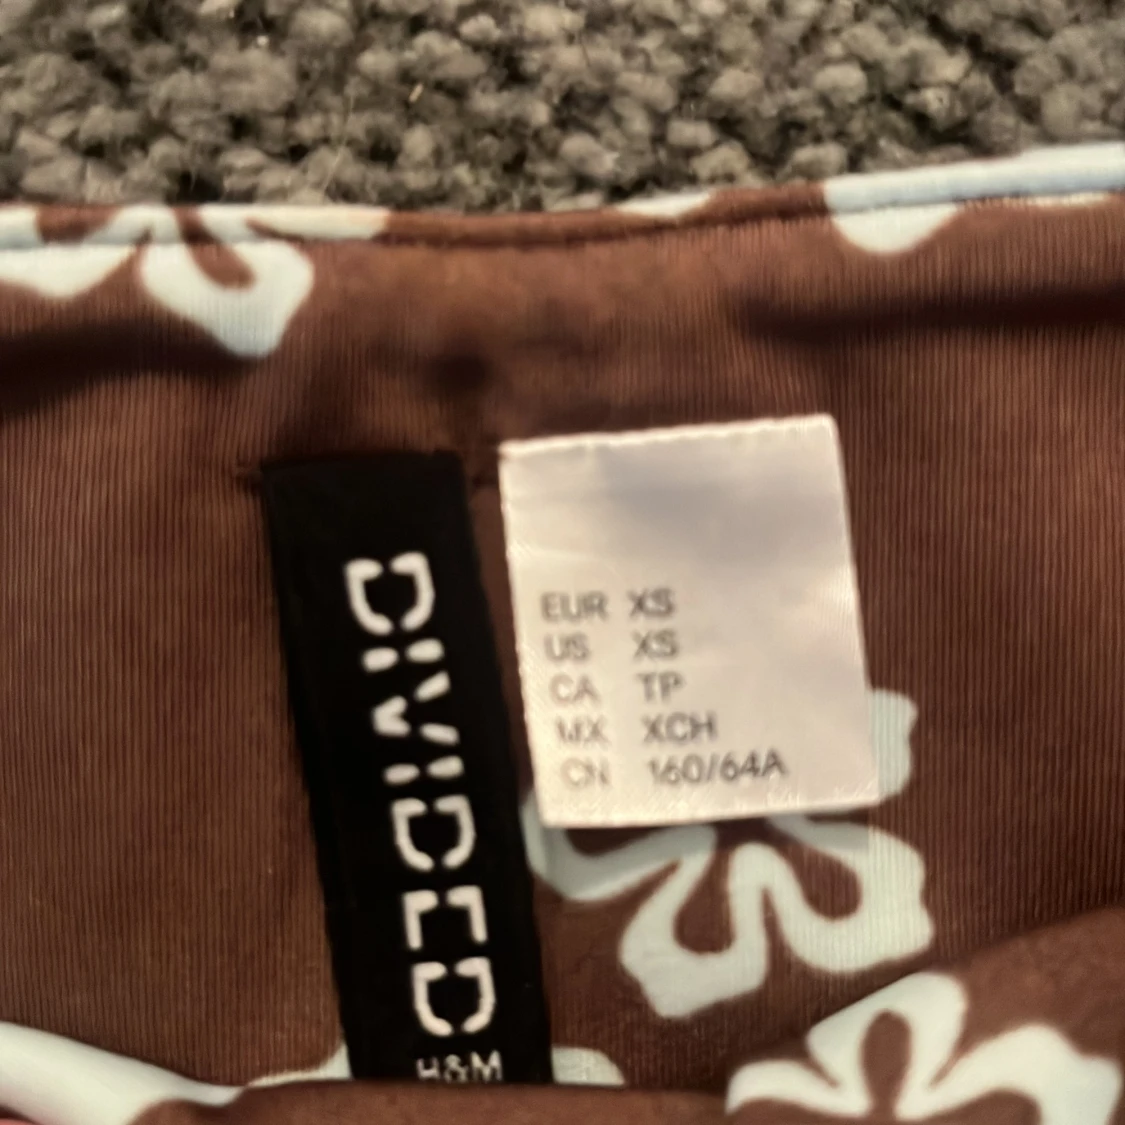 DIVIDED
H&M
EUR XS
US XS
CA TP
MX XCH
CN 160/64A